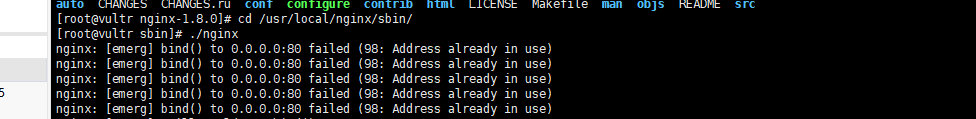 auto CHANGES CHANGES.ru conf configure contrib html LICENSE Makefile man objs README src
[root@vultr nginx-1.8.0]# cd /usr/local/nginx/sbin/
[root@vultr sbin]# ./nginx
nginx: [emerg] bind() to 0.0.0.0:80 failed (98: Address already in use)
nginx: [emerg] bind() to 0.0.0.0:80 failed (98: Address already in use)
nginx: [emerg] bind() to 0.0.0.0:80 failed (98: Address already in use)
nginx: [emerg] bind() to 0.0.0.0:80 failed (98: Address already in use)
5
nginx: [emerg] bind() to 0.0.0.0:80 failed (98: Address already in use)